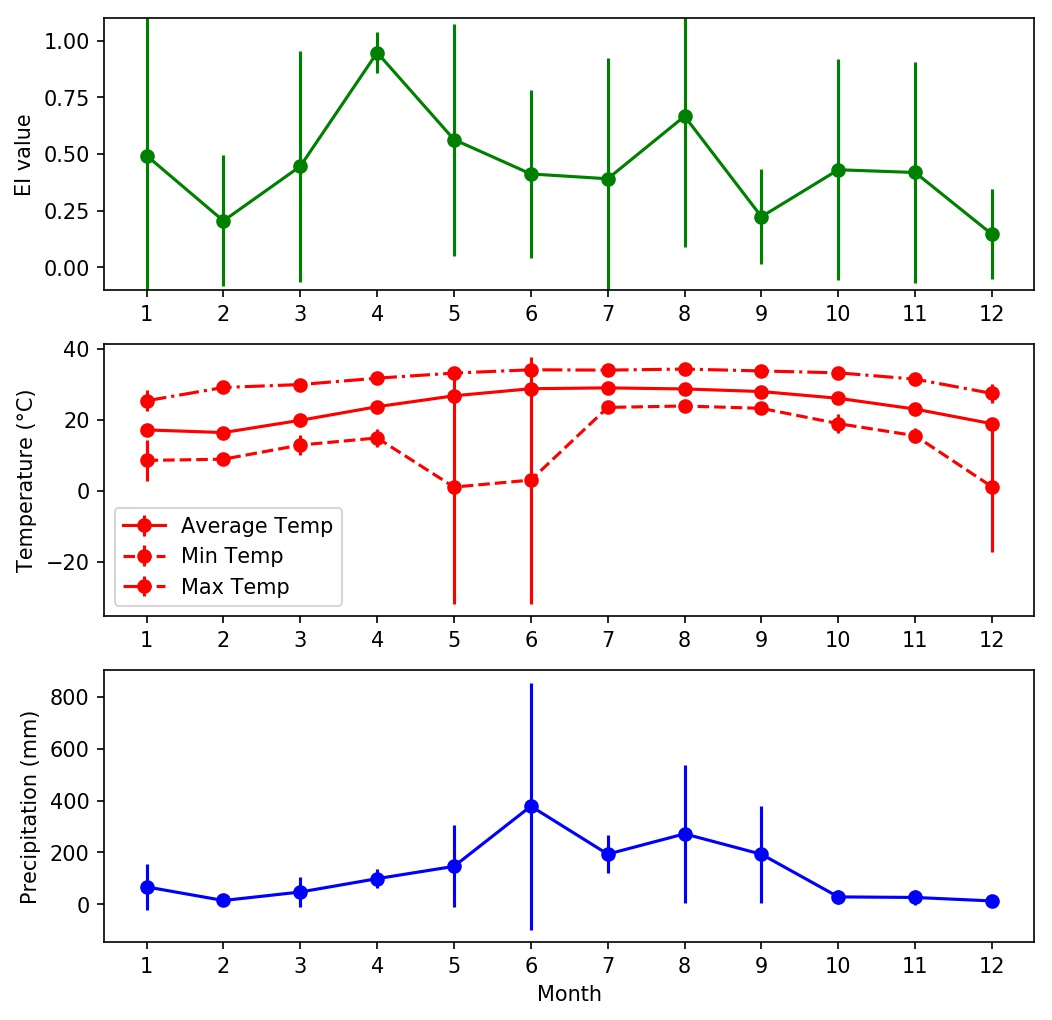 EI value
1.00
0.75
0.50
0.25
0.00
1 2 3 4 5 6 7 8 9 10 11 12
Temperature (°C)
40
20
0
−20
Average Temp
Min Temp
Max Temp
1 2 3 4 5 6 7 8 9 10 11 12
Precipitation (mm)
800
600
400
200
0
1 2 3 4 5 6 7 8 9 10 11 12
Month